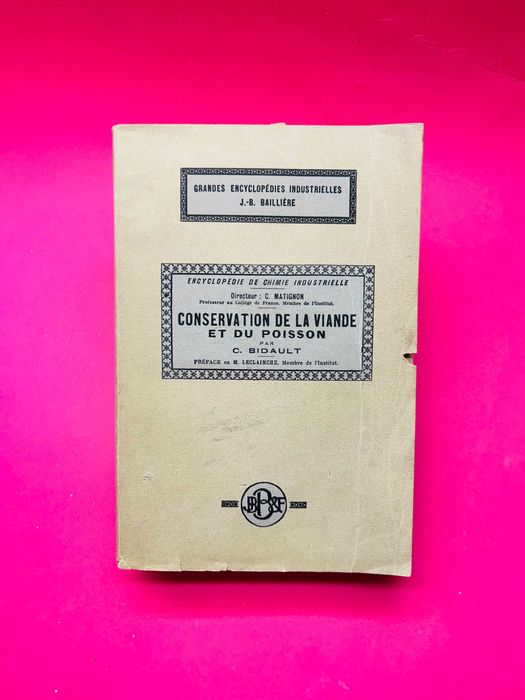 GRANDES ENCYCLOPÉDIES INDUSTRIELLES
J.-B. BAILLIÈRE
ENCYCLOPÉDIE DE CHIMIE INDUSTRIELLE
Directeur : C. MATIGNON
Professeur au Collège de France, Membre de l'Institut.
CONSERVATION DE LA VIANDE
ET DU POISSON
PAR
C. BIDAULT
PRÉFACE DE M. LECLAINCHE, Membre de l'Institut.
JBB&F